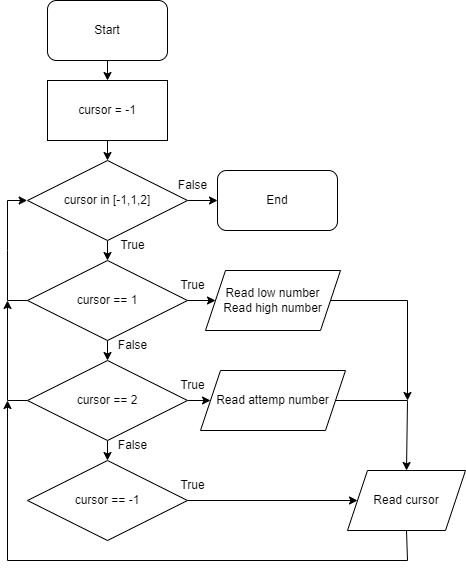 Start
cursor = -1
cursor in [-1,1,2]
False
End
True
cursor == 1
True
Read low number
Read high number
False
cursor == 2
True
Read attemp number
False
cursor == -1
True
Read cursor